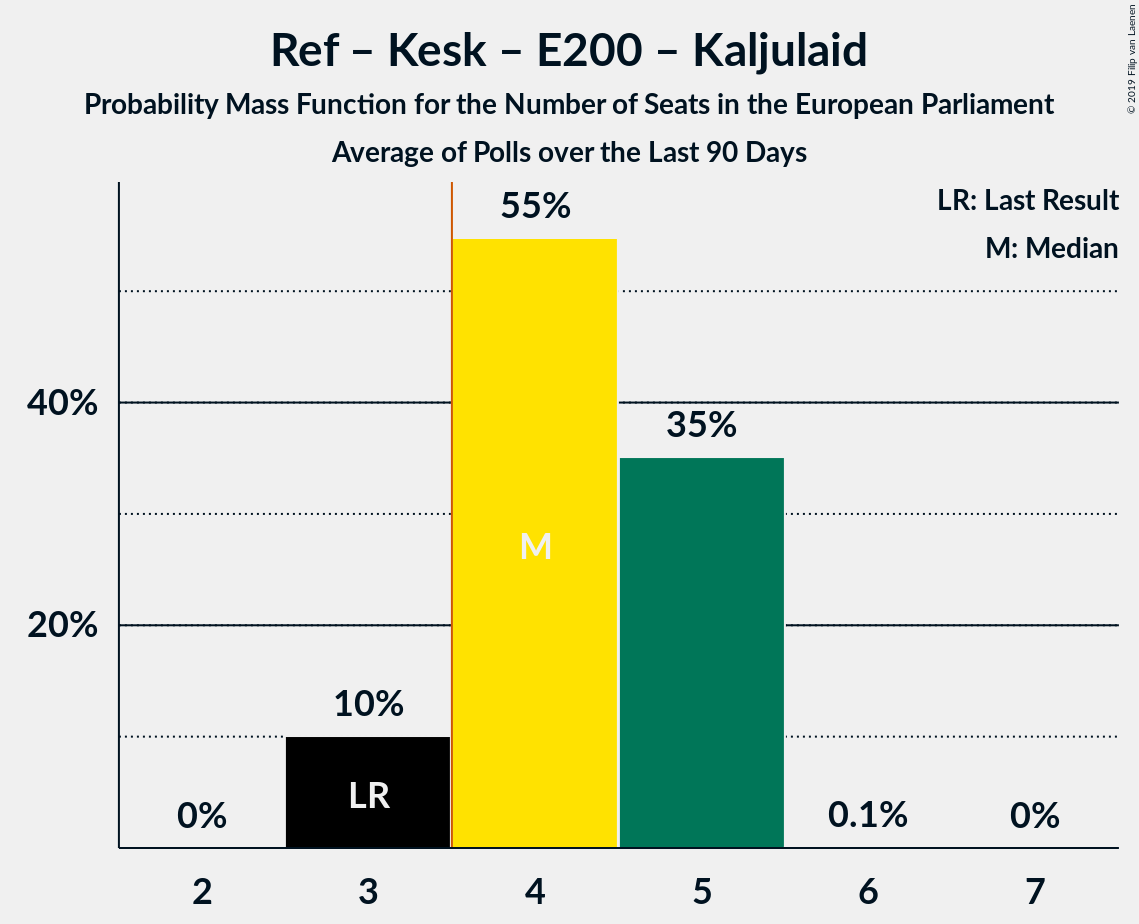 Ref – Kesk – E200 – Kaljulaid
Probability Mass Function for the Number of Seats in the European Parliament
Average of Polls over the Last 90 Days
© 2019 Filip van Laenen
LR: Last Result
M: Median
55%
40%
35%
M
20%
10%
LR
0%
0.1%
0%
2 3 4 5 6 7